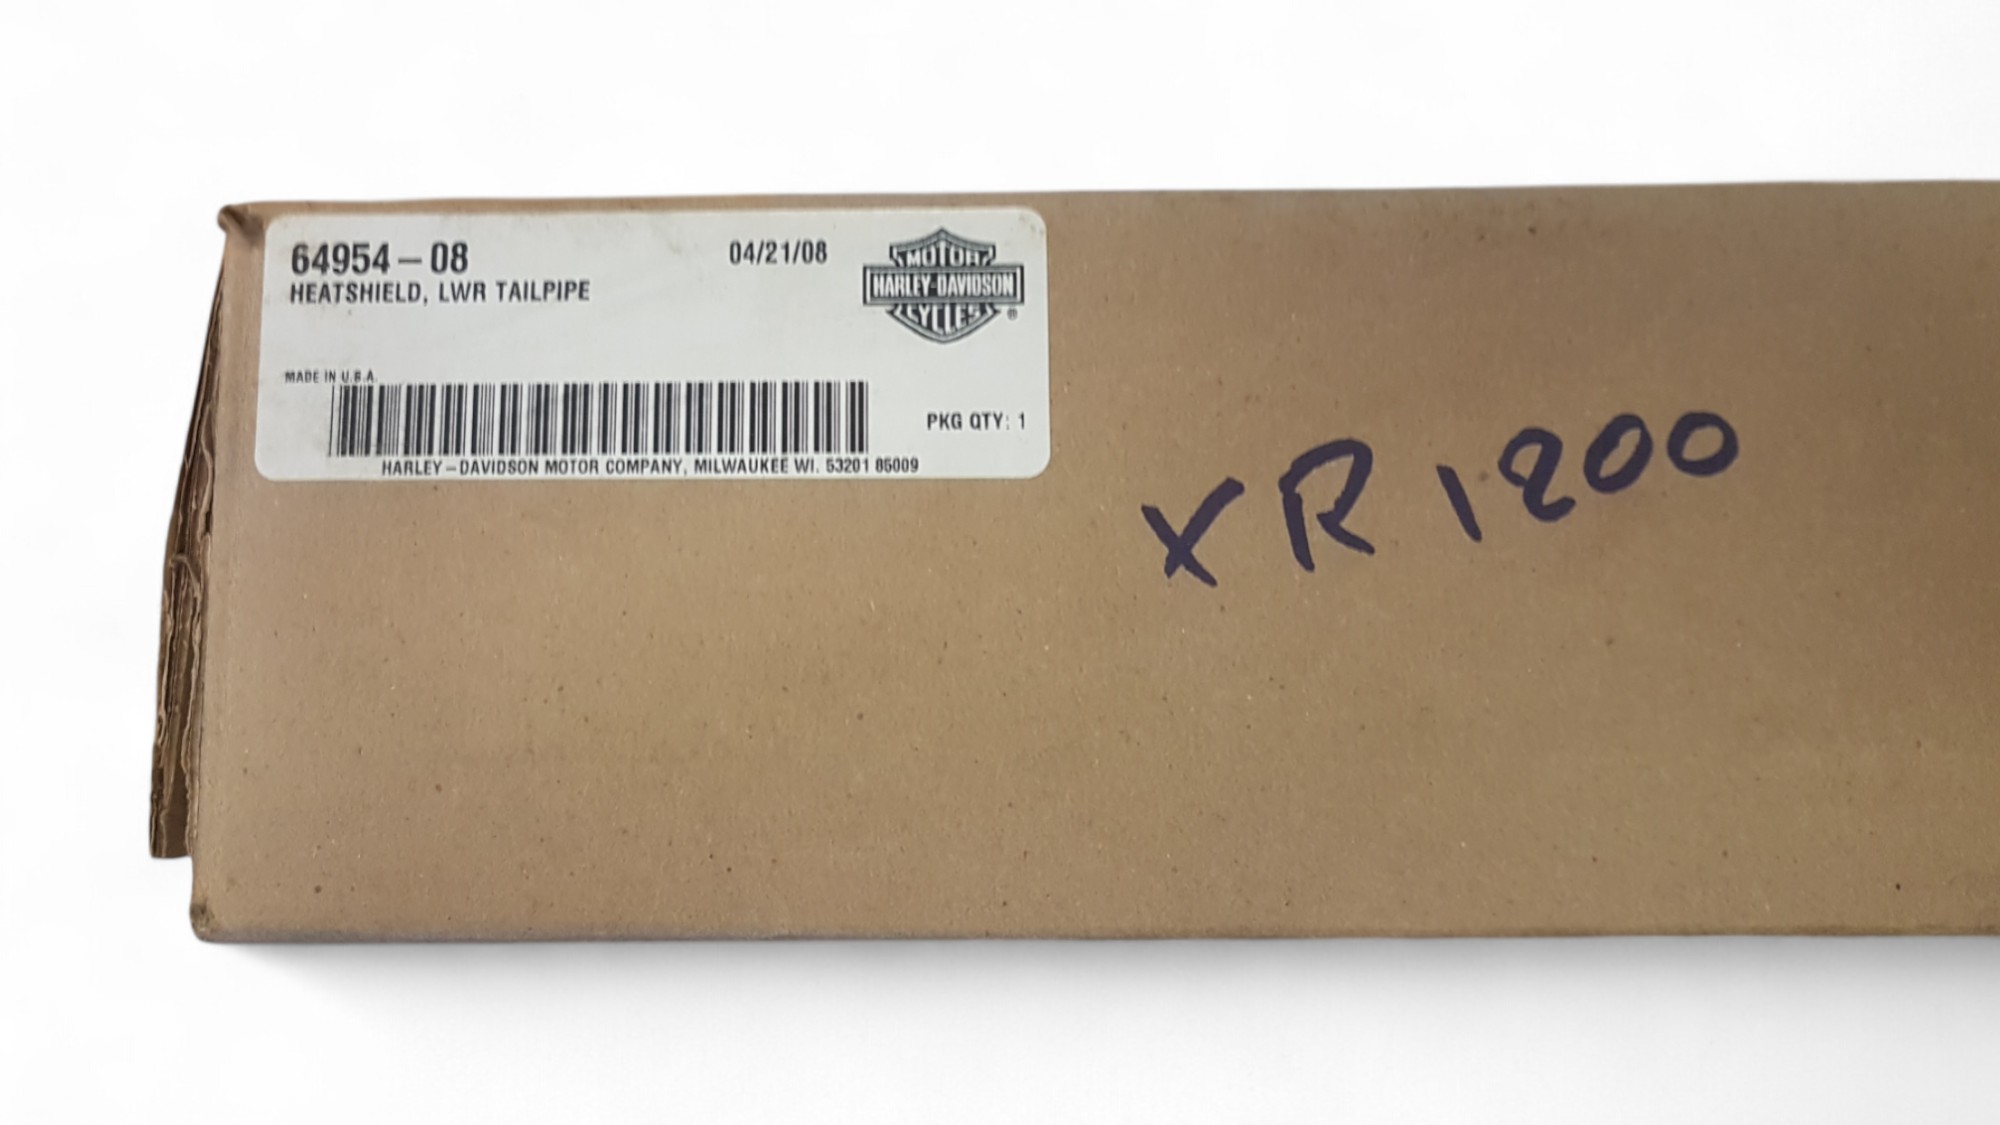 64954-08
04/21/08
HEATSHIELD, LWR TAILPIPE
MOTOR
HARLEY-DAVIDSON
CYCLES
®
MADE IN U.S.A.
PKG QTY: 1
HARLEY-DAVIDSON MOTOR COMPANY, MILWAUKEE WI. 53201 85009
XR 1200